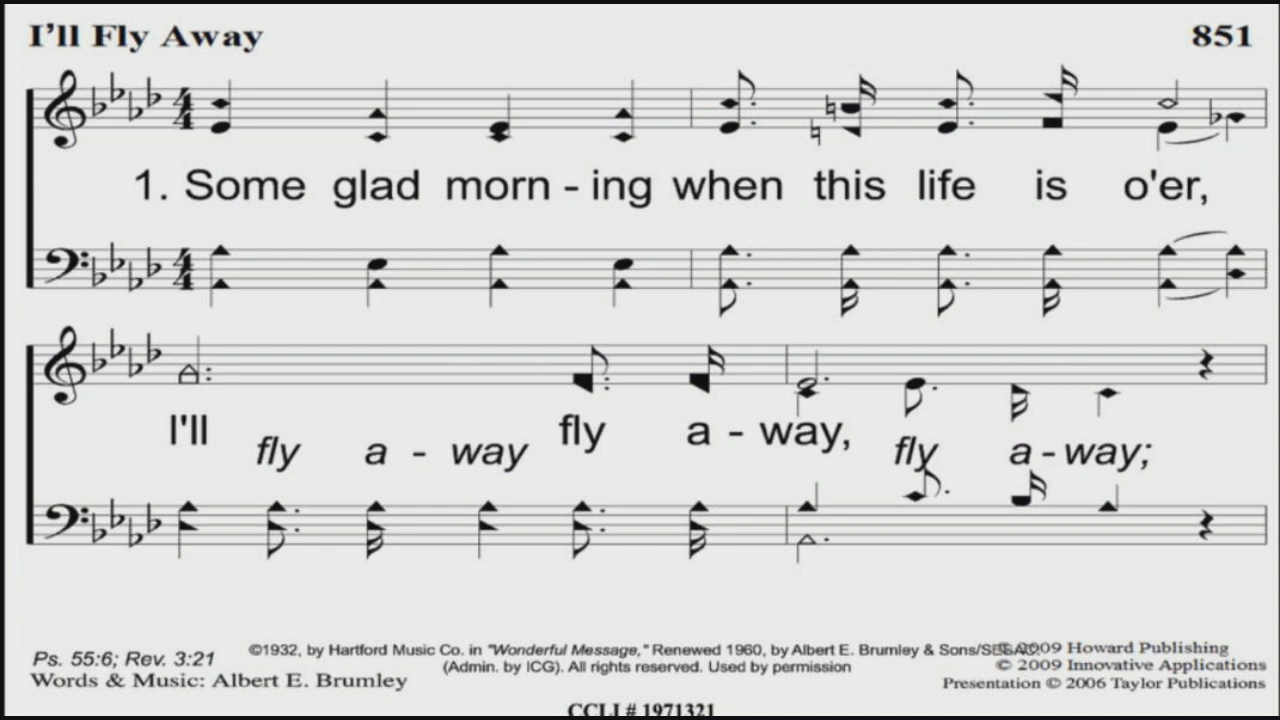 I'll Fly Away
851
1. Some glad morn - ing when this life is o'er,
I'll fly a - way,
fly a - way fly a - way;
Ps. 55:6; Rev. 3:21
Words & Music: Albert E. Brumley
©1932, by Hartford Music Co. in "Wonderful Message," Renewed 1960, by Albert E. Brumley & Sons/SESAC
(Admin. by ICG). All rights reserved. Used by permission
© 2009 Howard Publishing
© 2009 Innovative Applications
Presentation © 2006 Taylor Publications
CCLI # 1971321